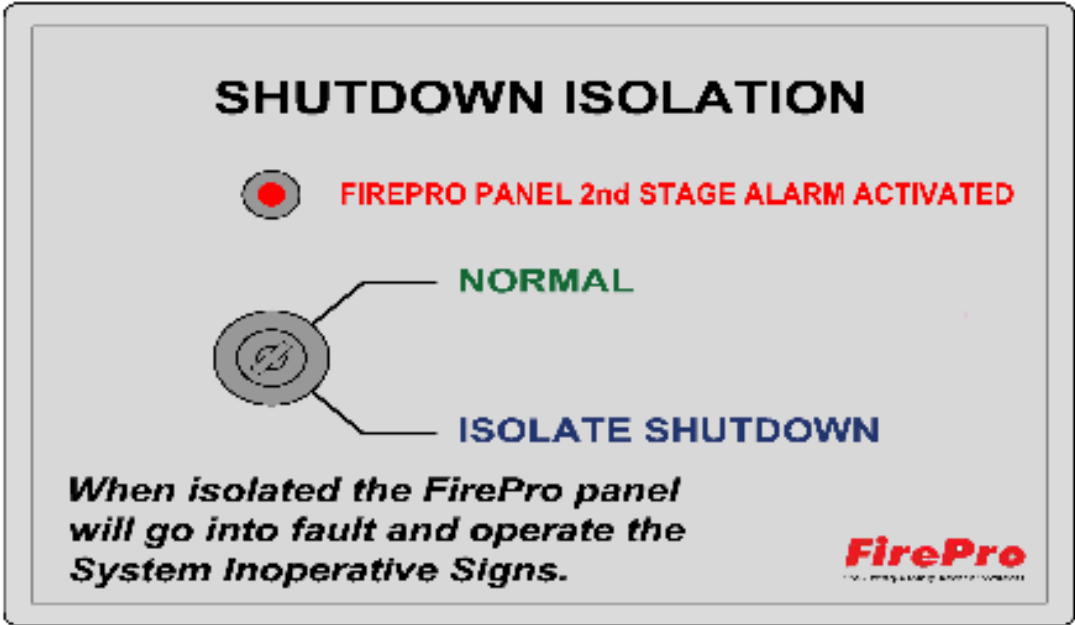 SHUTDOWN ISOLATION
FIREPRO PANEL 2nd STAGE ALARM ACTIVATED
NORMAL
ISOLATE SHUTDOWN
When isolated the FirePro panel
will go into fault and operate the
System Inoperative Signs.
FirePro